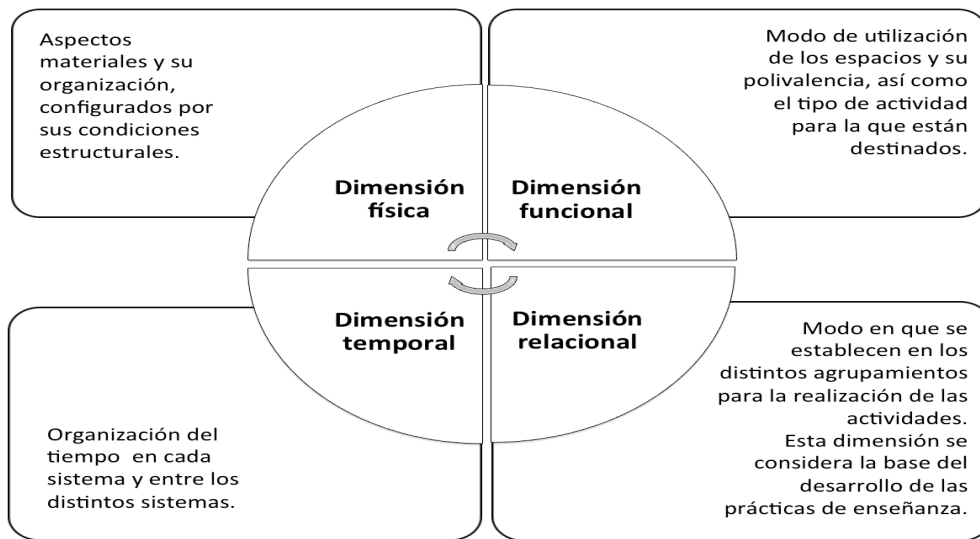 Aspectos
materiales y su
organización,
configurados por
sus condiciones
estructurales.
Modo de utilización
de los espacios y su
polivalencia, así como
el tipo de actividad
para la que están
destinados.
Dimensión
física
Dimensión
funcional
Dimensión
temporal
Dimensión
relacional
Organización del
tiempo en cada
sistema y entre los
distintos sistemas.
Modo en que se
establecen en los
distintos agrupamientos
para la realización de las
actividades.
Esta dimensión se
considera la base del
desarrollo de las
prácticas de enseñanza.